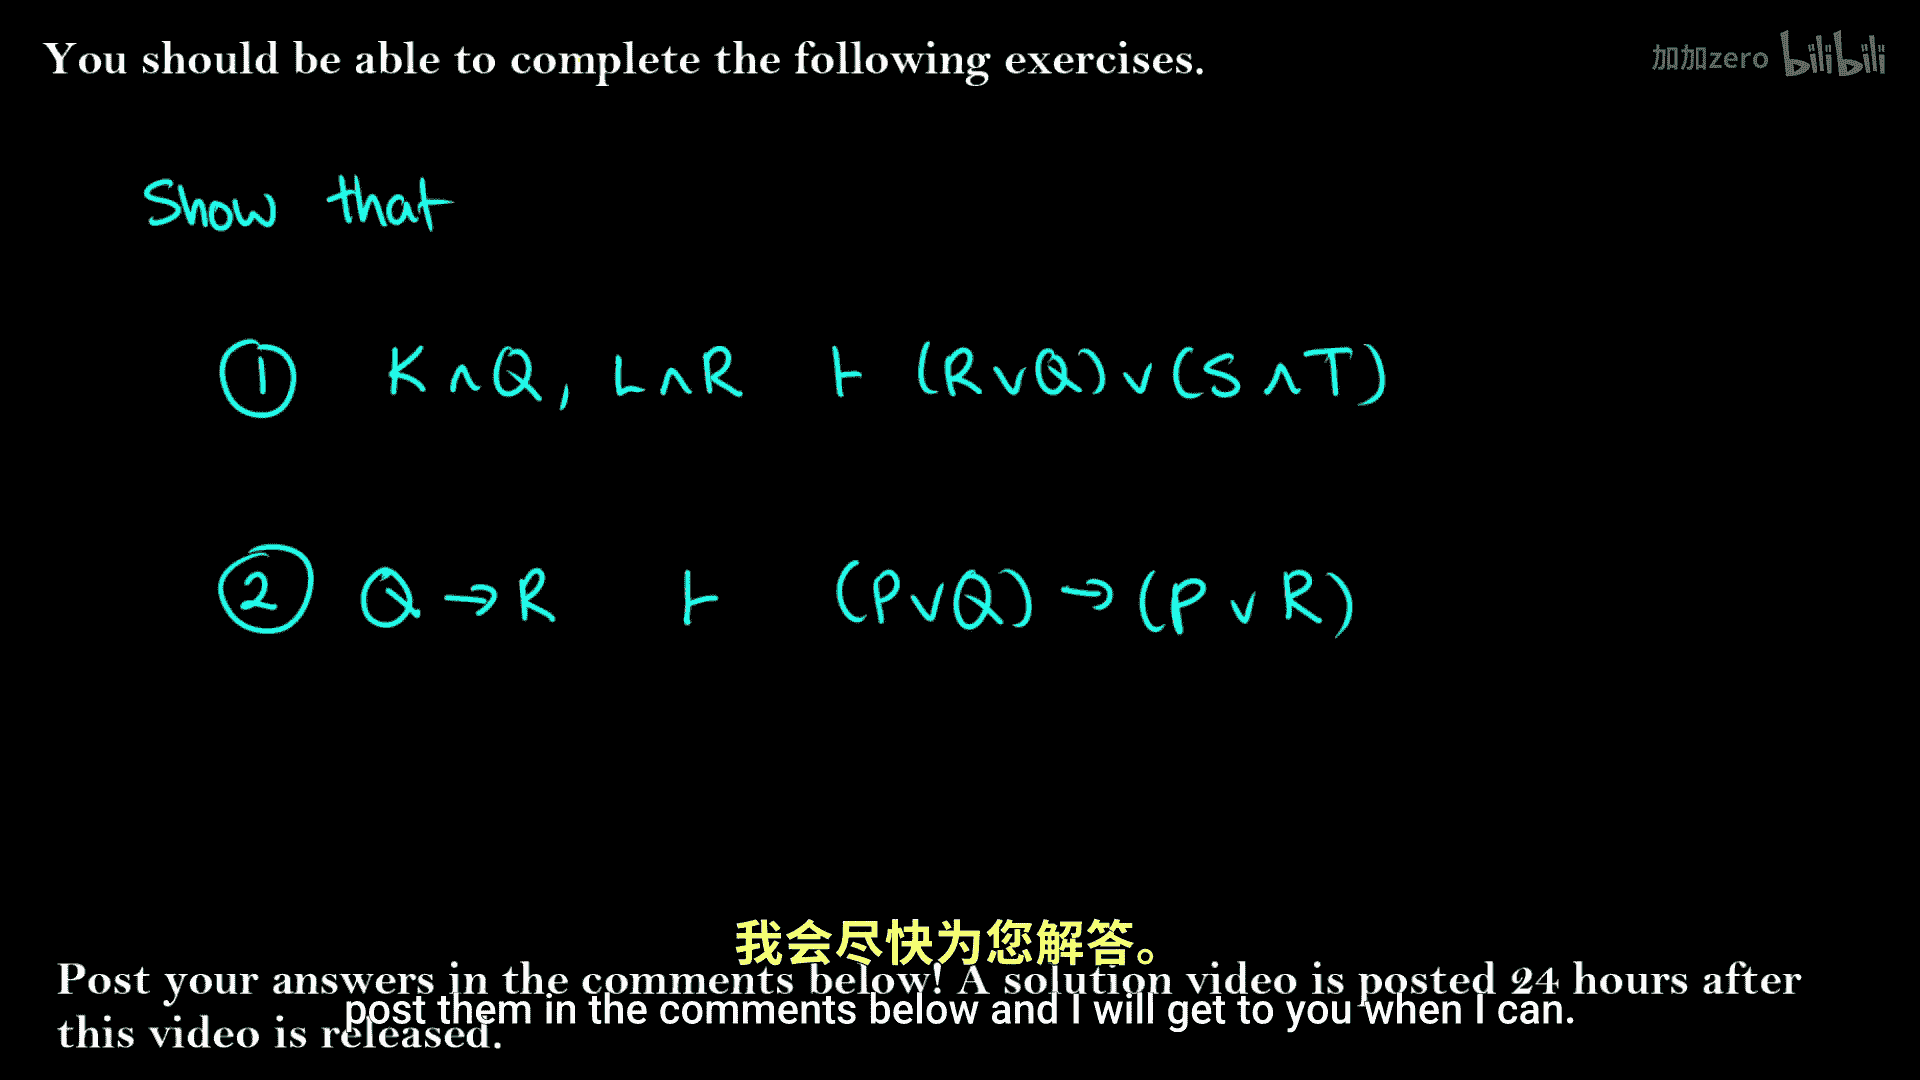 You should be able to complete the following exercises.
加加zero bilibili
Show that
① K∧Q, L∧R ⊢ (R∨Q)∨(S∧T)
② Q→R ⊢ (P∨Q)→(P∨R)
我会尽快为您解答。
Post your answers in the comments below! A solution video is posted 24 hours after
post them in the comments below and I will get to you when I can.
this video is released.